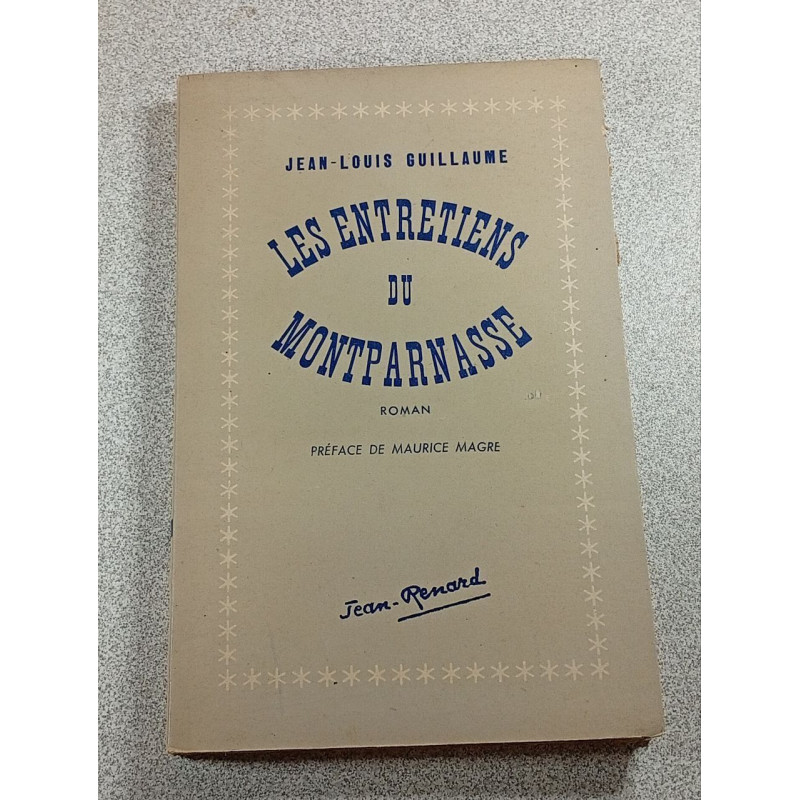 JEAN-LOUIS GUILLAUME
LES ENTRETIENS
DU
MONTPARNASSE
ROMAN
PRÉFACE DE MAURICE MAGRE
Jean-Renard